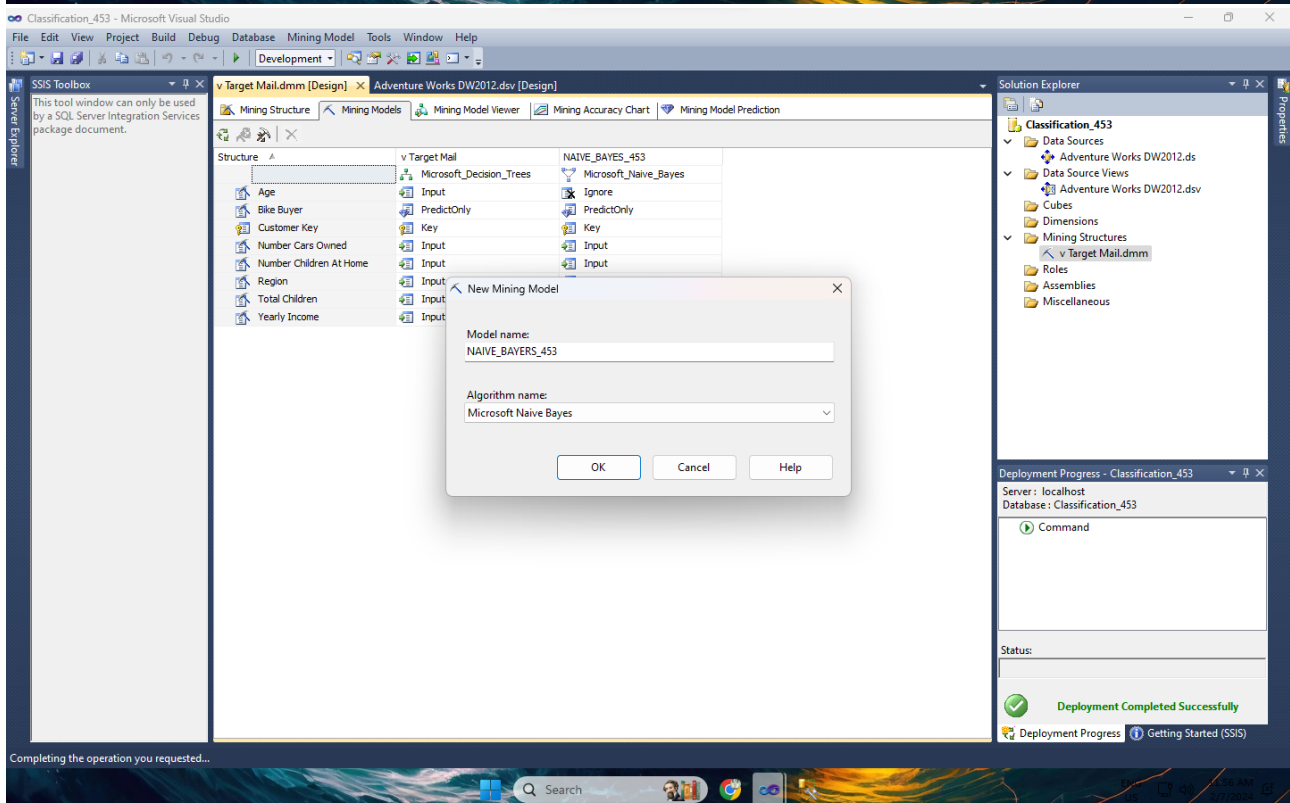 Classification_453 - Microsoft Visual Studio
File Edit View Project Build Debug Database Mining Model Tools Window Help
Development
SSIS Toolbox
This tool window can only be used
by a SQL Server Integration Services
package document.
Server Explorer
v Target Mail.dmm [Design] Adventure Works DW2012.dsv [Design]
Mining Structure Mining Models Mining Model Viewer Mining Accuracy Chart Mining Model Prediction
Structure v Target Mail NAIVE_BAYES_453
Microsoft_Decision_Trees Microsoft_Naive_Bayes
Age Input Ignore
Bike Buyer PredictOnly PredictOnly
Customer Key Key Key
Number Cars Owned Input Input
Number Children At Home Input Input
Region Input
Total Children Input
Yearly Income Input
New Mining Model
Model name:
NAIVE_BAYERS_453
Algorithm name:
Microsoft Naive Bayes
OK Cancel Help
Solution Explorer
Classification_453
Data Sources
Adventure Works DW2012.ds
Data Source Views
Adventure Works DW2012.dsv
Cubes
Dimensions
Mining Structures
v Target Mail.dmm
Roles
Assemblies
Miscellaneous
Properties
Deployment Progress - Classification_453
Server : localhost
Database : Classification_453
Command
Status:
Deployment Completed Successfully
Deployment Progress Getting Started (SSIS)
Completing the operation you requested...
Search